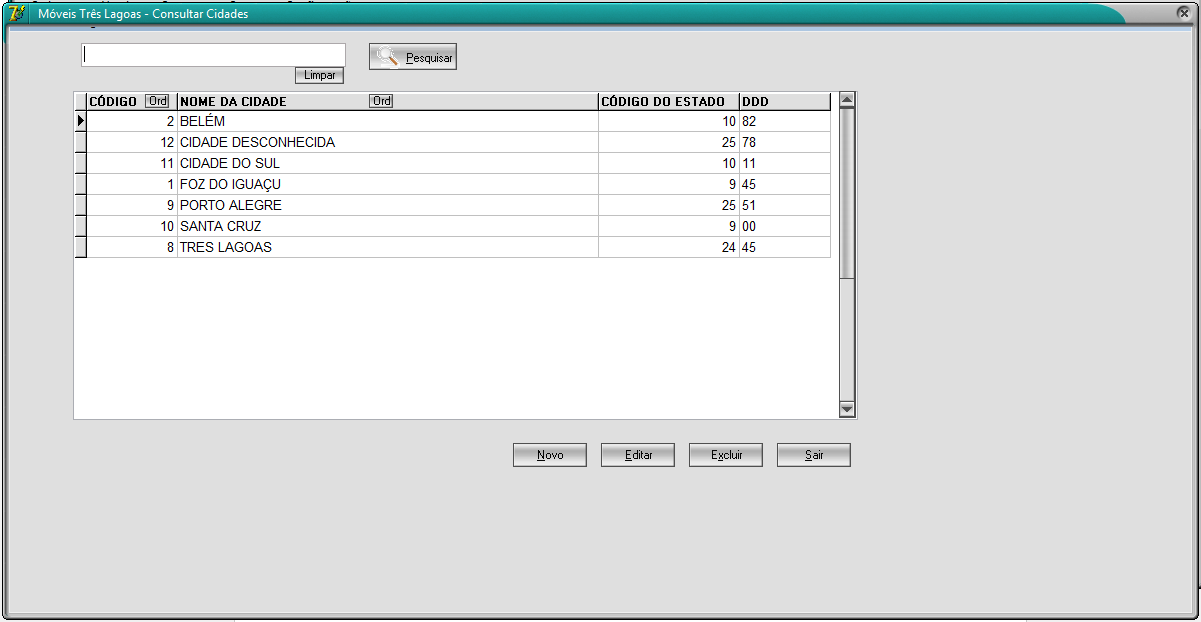 Móveis Três Lagoas - Consultar Cidades
Pesquisar
Limpar
CÓDIGO Ord NOME DA CIDADE Ord CÓDIGO DO ESTADO DDD
2 BELÉM 10 82
12 CIDADE DESCONHECIDA 25 78
11 CIDADE DO SUL 10 11
1 FOZ DO IGUAÇU 9 45
9 PORTO ALEGRE 25 51
10 SANTA CRUZ 9 00
8 TRES LAGOAS 24 45
Novo Editar Excluir Sair